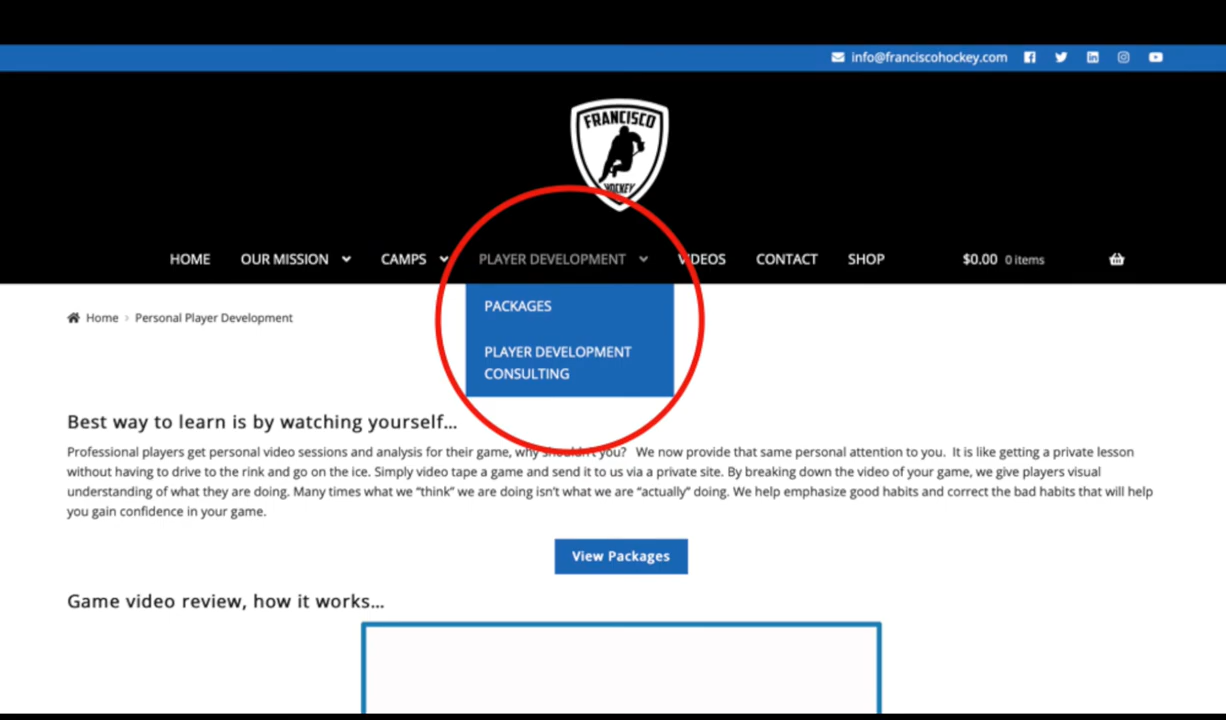 info@franciscohockey.com
FRANCISCO
HOCKEY
HOME OUR MISSION CAMPS PLAYER DEVELOPMENT VIDEOS CONTACT SHOP $0.00 0 items
PACKAGES
PLAYER DEVELOPMENT
CONSULTING
Home › Personal Player Development
Best way to learn is by watching yourself...
Professional players get personal video sessions and analysis for their game, why shouldn't you? We now provide that same personal attention to you. It is like getting a private lesson
without having to drive to the rink and go on the ice. Simply video tape a game and send it to us via a private site. By breaking down the video of your game, we give players visual
understanding of what they are doing. Many times what we “think” we are doing isn’t what we are “actually” doing. We help emphasize good habits and correct the bad habits that will help
you gain confidence in your game.
View Packages
Game video review, how it works...